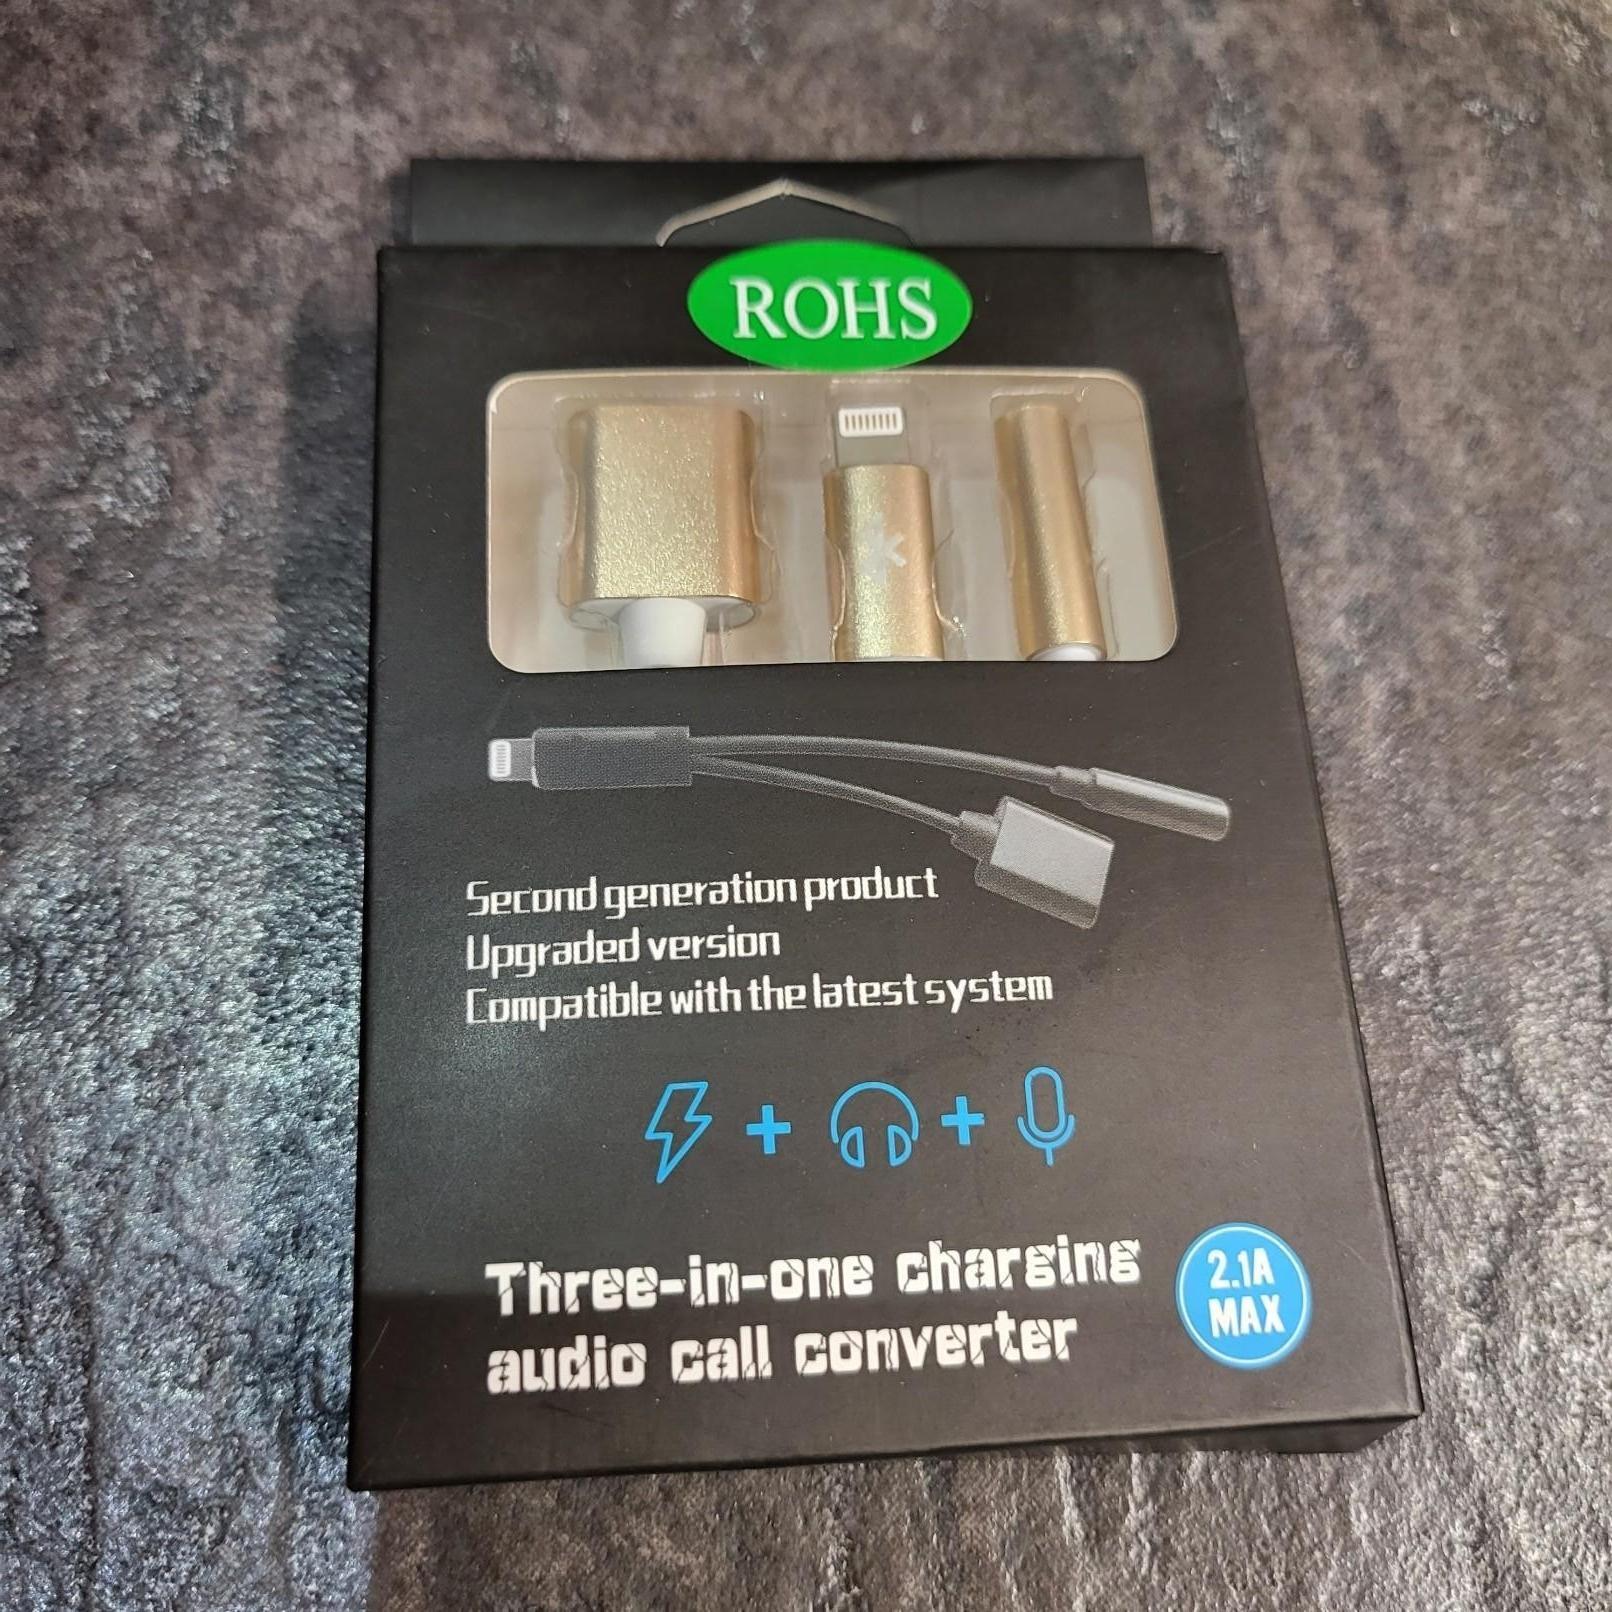 ROHS
Second generation product
Upgraded version
Compatible with the latest system
Three-in-one charging
audio call converter
2.1A
MAX